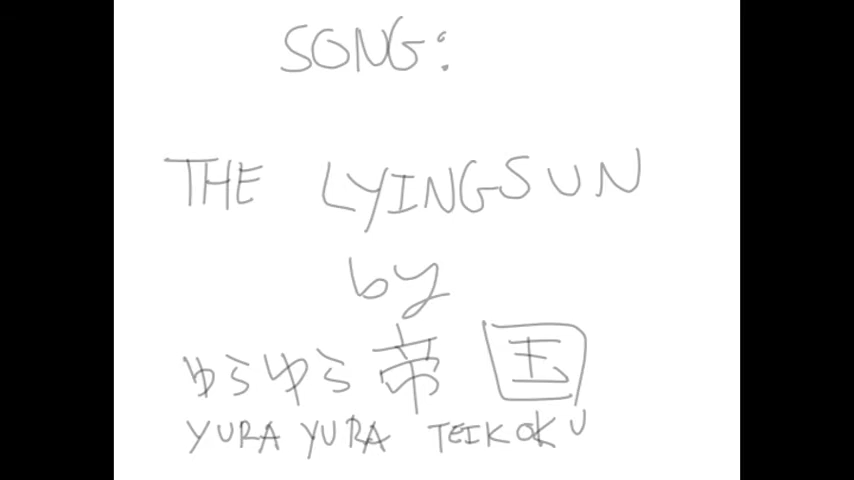 SONG:
THE LYINGSUN
by
ゆらゆら帝国
YURA YURA TEIKOKU